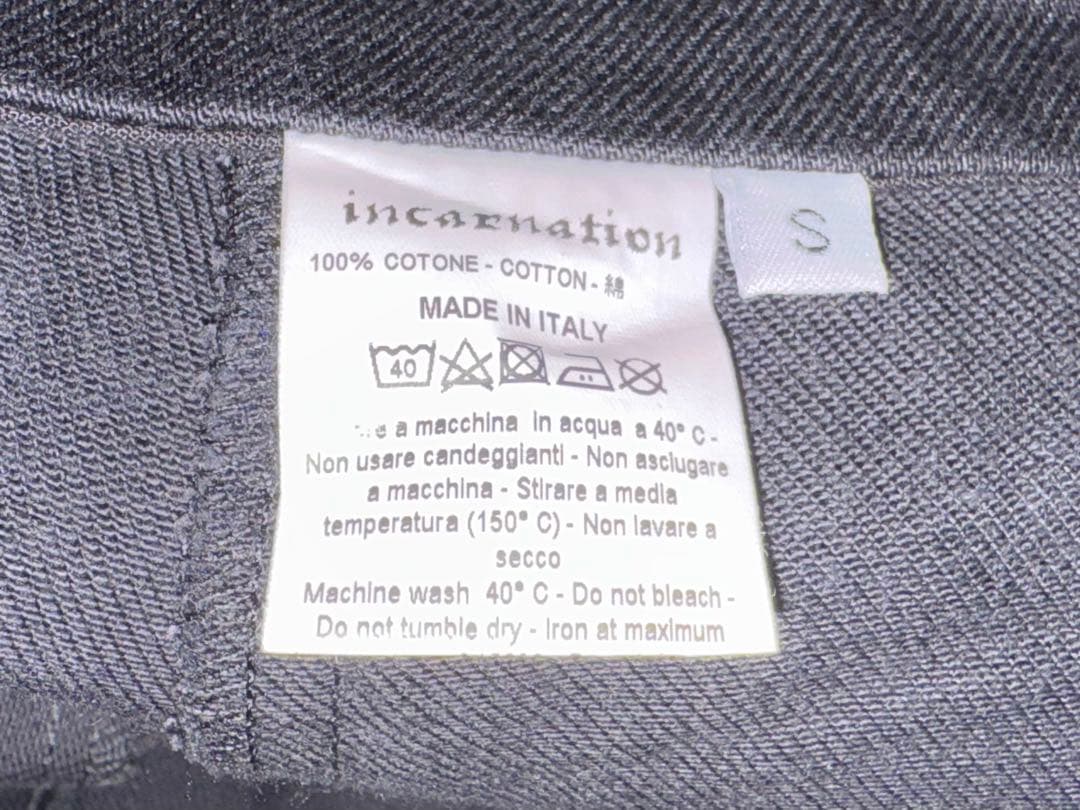 incarnation
S
100% COTONE - COTTON - 綿
MADE IN ITALY
40
a macchina in acqua a 40° C -
Non usare candeggianti - Non asciugare
a macchina - Stirare a media
temperatura (150° C) - Non lavare a
secco
Machine wash 40° C - Do not bleach -
Do not tumble dry - Iron at maximum